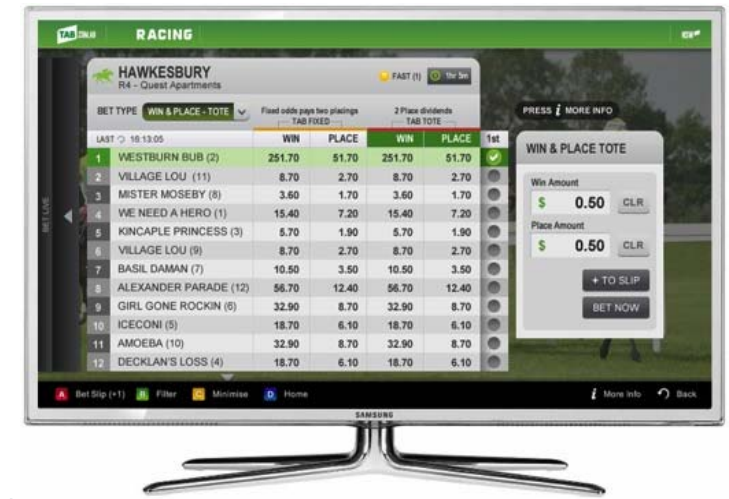 TAB .COM.AU RACING
HAWKESBURY
R4 - Quest Apartments
FAST (1) 1hr 5m
BET TYPE WIN & PLACE - TOTE
Fixed odds pays two placings
TAB FIXED
2 Place dividends
TAB TOTE
LAST 16:13:05 WIN PLACE WIN PLACE 1st
1 WESTBURN BUB (2) 251.70 51.70 251.70 51.70
2 VILLAGE LOU (11) 8.70 2.70 8.70 2.70
3 MISTER MOSEBY (8) 3.60 1.70 3.60 1.70
4 WE NEED A HERO (1) 15.40 7.20 15.40 7.20
5 KINCAPLE PRINCESS (3) 5.70 1.90 5.70 1.90
6 VILLAGE LOU (9) 8.70 2.70 8.70 2.70
7 BASIL DAMAN (7) 10.50 3.50 10.50 3.50
8 ALEXANDER PARADE (12) 56.70 12.40 56.70 12.40
9 GIRL GONE ROCKIN (6) 32.90 8.70 32.90 8.70
10 ICECONI (5) 18.70 6.10 18.70 6.10
11 AMOEBA (10) 32.90 8.70 32.90 8.70
12 DECKLAN'S LOSS (4) 18.70 6.10 18.70 6.10
BET LIVE
PRESS i MORE INFO
WIN & PLACE TOTE
Win Amount
$ 0.50 CLR
Place Amount
$ 0.50 CLR
+ TO SLIP
BET NOW
A Bet Slip (+1) B Filter C Minimise D Home i More Info Back
SAMSUNG